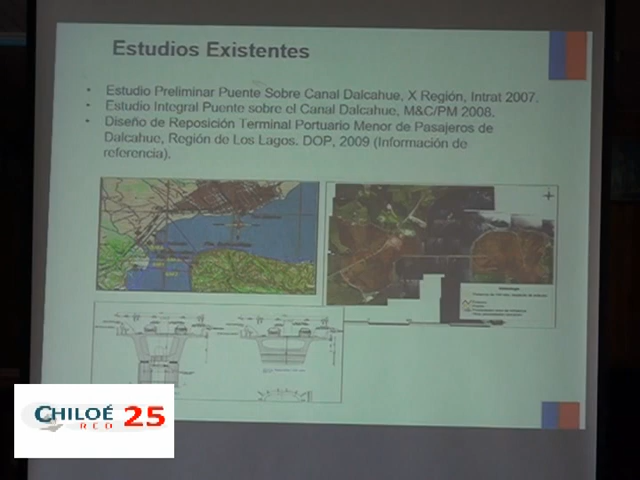 Estudios Existentes
• Estudio Preliminar Puente Sobre Canal Dalcahue, X Región, Intrat 2007.
• Estudio Integral Puente sobre el Canal Dalcahue, M&C/PM 2008.
• Diseño de Reposición Terminal Portuario Menor de Pasajeros de
Dalcahue, Región de Los Lagos. DOP, 2009 (Información de
referencia).
CHILOÉ 25
RCD